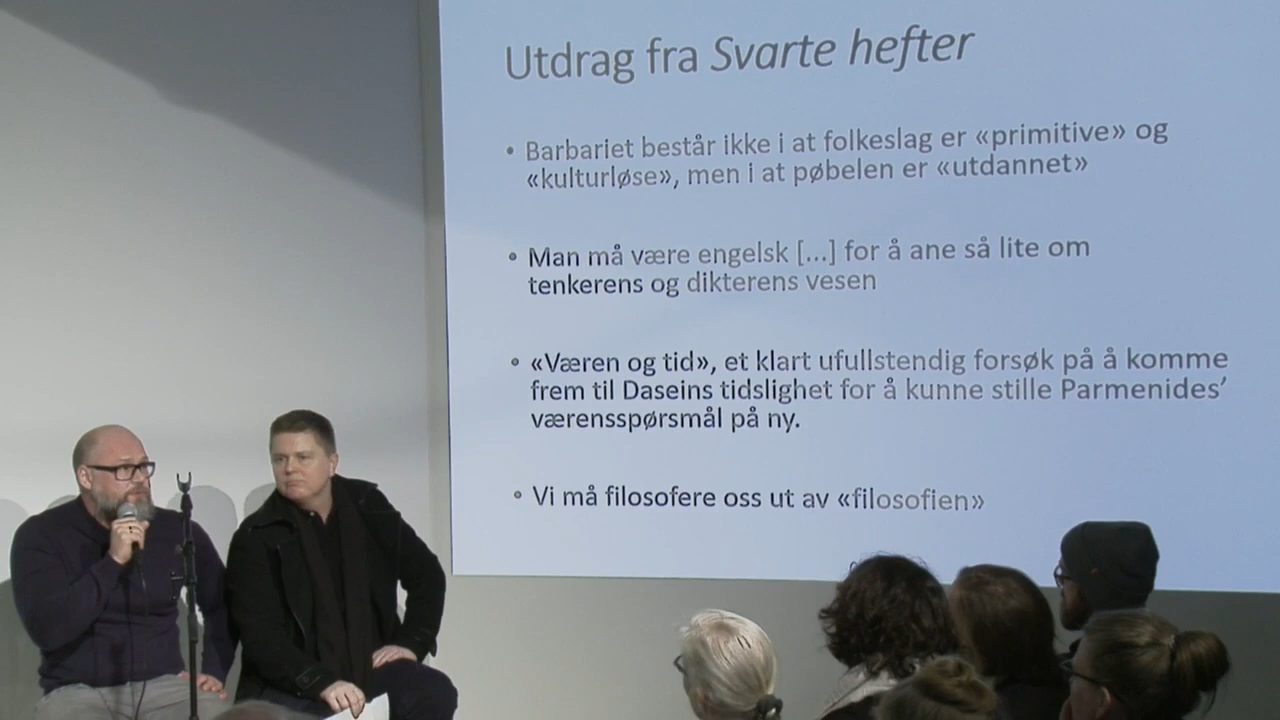 Utdrag fra Svarte hefter
• Barbariet består ikke i at folkeslag er «primitive» og
«kulturløse», men i at pøbelen er «utdannet»
• Man må være engelsk [...] for å ane så lite om
tenkerens og dikterens vesen
• «Væren og tid», et klart ufullstendig forsøk på å komme
frem til Daseins tidslighet for å kunne stille Parmenides’
værensspørsmål på ny.
• Vi må filosofere oss ut av «filosofien»